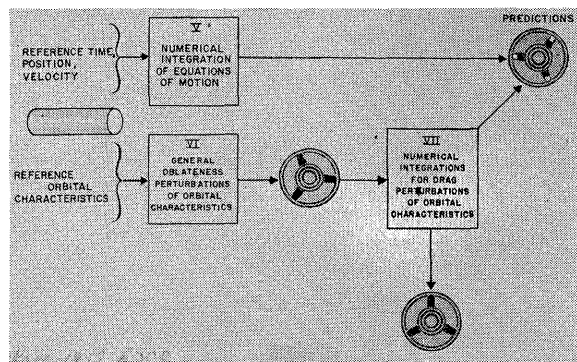 PREDICTIONS
REFERENCE TIME,
POSITION,
VELOCITY
V
NUMERICAL
INTEGRATION
OF EQUATIONS
OF MOTION
REFERENCE
ORBITAL
CHARACTERISTICS
VI
GENERAL
OBLATENESS
PERTURBATIONS
OF ORBITAL
CHARACTERISTICS
VII
NUMERICAL
INTEGRATIONS
FOR DRAG
PERTURBATIONS
OF ORBITAL
CHARACTERISTICS